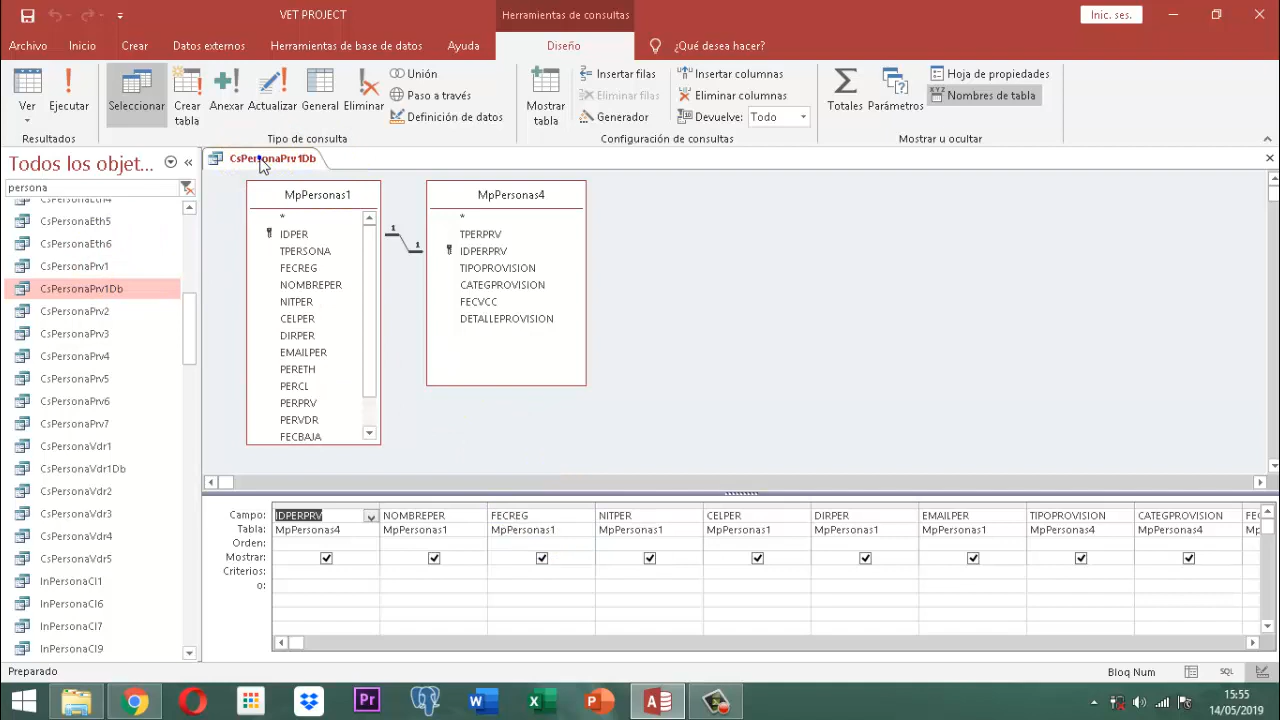 VET PROJECT
Herramientas de consultas
Inic. ses.
Archivo
Inicio
Crear
Datos externos
Herramientas de base de datos
Ayuda
Diseño
¿Qué desea hacer?
Ver
Ejecutar
Resultados
Seleccionar
Crear tabla
Anexar
Actualizar
General
Eliminar
Unión
Paso a través
Definición de datos
Tipo de consulta
Mostrar tabla
Insertar filas
Eliminar filas
Generador
Insertar columnas
Eliminar columnas
Devuelve: Todo
Configuración de consultas
Totales
Parámetros
Hoja de propiedades
Nombres de tabla
Mostrar u ocultar
Todos los objet...
persona
CsPersonaEth4
CsPersonaEth5
CsPersonaEth6
CsPersonaPrv1
CsPersonaPrv1Db
CsPersonaPrv2
CsPersonaPrv3
CsPersonaPrv4
CsPersonaPrv5
CsPersonaPrv6
CsPersonaPrv7
CsPersonaVdr1
CsPersonaVdr1Db
CsPersonaVdr2
CsPersonaVdr3
CsPersonaVdr4
CsPersonaVdr5
InPersonaCl1
InPersonaCl6
InPersonaCl7
InPersonaCl9
CsPersonaPrv1Db
MpPersonas1
*
IDPER
TPERSONA
FECREG
NOMBREPER
NITPER
CELPER
DIRPER
EMAILPER
PERETH
PERCL
PERPRV
PERVDR
FECBAJA
1
1
MpPersonas4
*
TPERPRV
IDPERPRV
TIPOPROVISION
CATEGPROVISION
FECVCC
DETALLEPROVISION
Campo: IDPERPRV NOMBREPER FECREG NITPER CELPER DIRPER EMAILPER TIPOPROVISION CATEGPROVISION FE
Tabla: MpPersonas4 MpPersonas1 MpPersonas1 MpPersonas1 MpPersonas1 MpPersonas1 MpPersonas1 MpPersonas4 MpPersonas4 Mp
Orden:
Mostrar:
Criterios:
o:
Preparado
Bloq Num
SQL
Pr
15:55
14/05/2019